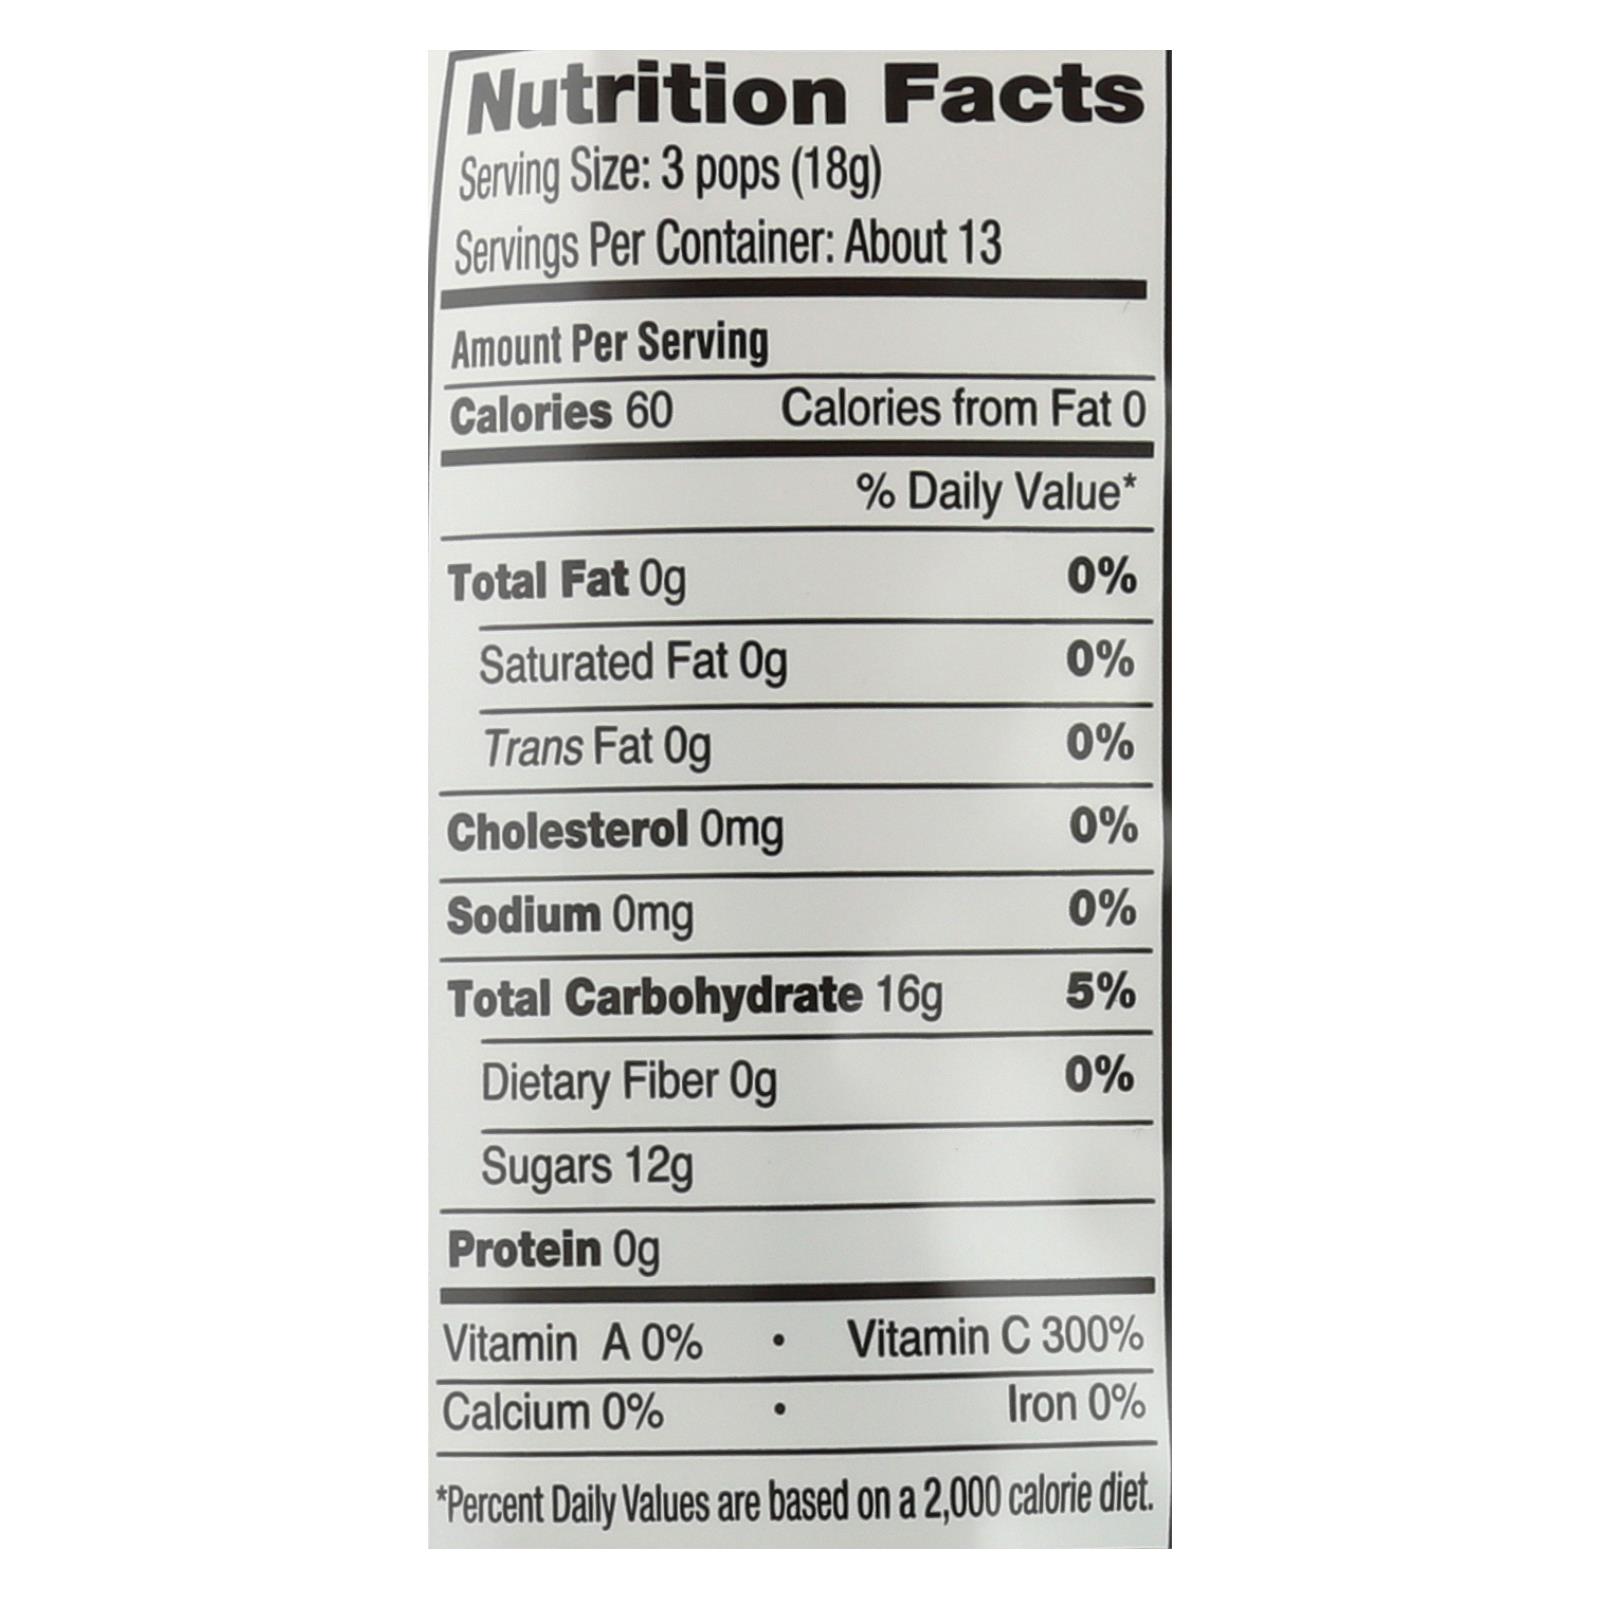 Nutrition Facts
Serving Size: 3 pops (18g)
Servings Per Container: About 13
Amount Per Serving
Calories 60 Calories from Fat 0
% Daily Value*
Total Fat 0g 0%
Saturated Fat 0g 0%
Trans Fat 0g 0%
Cholesterol 0mg 0%
Sodium 0mg 0%
Total Carbohydrate 16g 5%
Dietary Fiber 0g 0%
Sugars 12g
Protein 0g
Vitamin A 0% • Vitamin C 300%
Calcium 0% • Iron 0%
*Percent Daily Values are based on a 2,000 calorie diet.